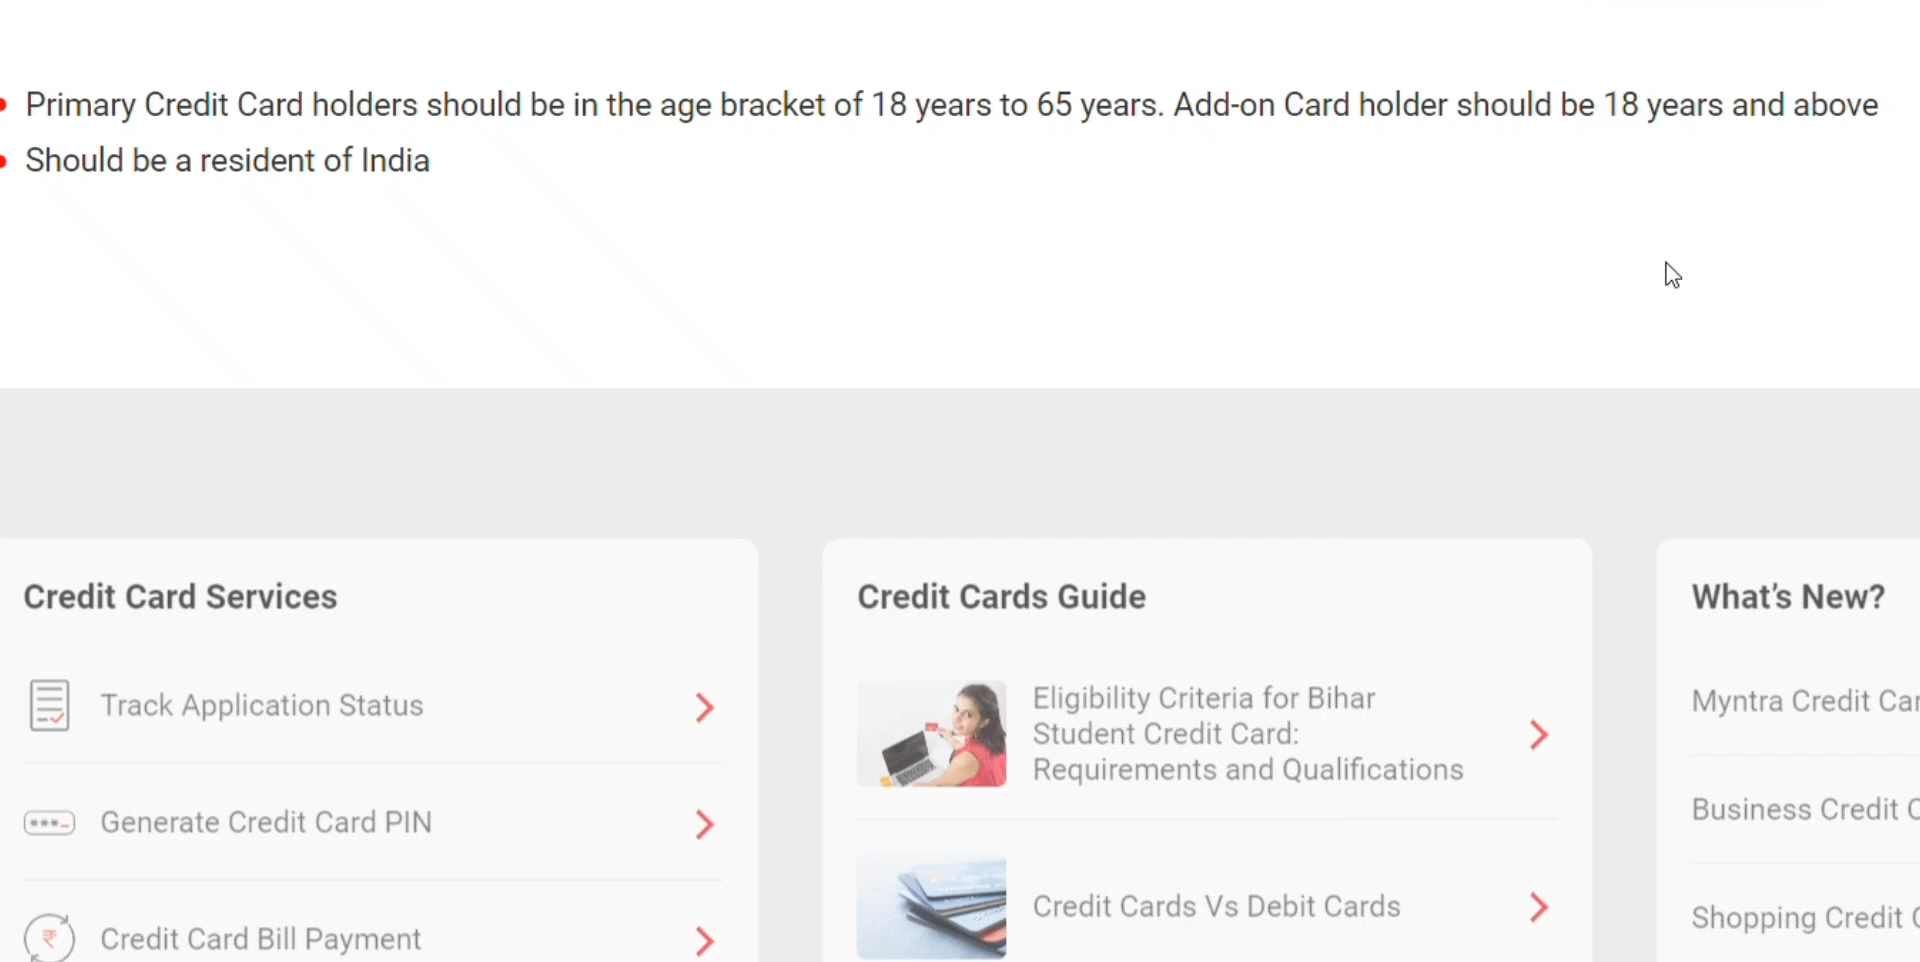 Primary Credit Card holders should be in the age bracket of 18 years to 65 years. Add-on Card holder should be 18 years and above
Should be a resident of India
Credit Card Services
Track Application Status
Generate Credit Card PIN
Credit Card Bill Payment
Credit Cards Guide
Eligibility Criteria for Bihar
Student Credit Card:
Requirements and Qualifications
Credit Cards Vs Debit Cards
What's New?
Myntra Credit
Business Credit
Shopping Credit